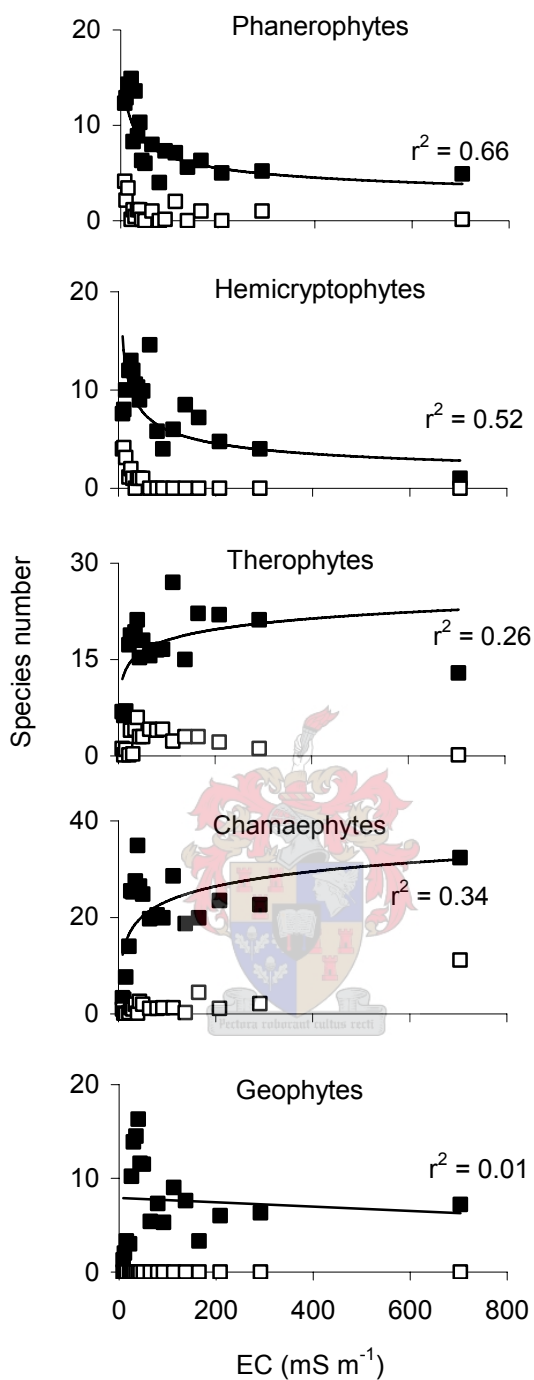 Phanerophytes
20
10
0
r² = 0.66
Hemicryptophytes
20
10
0
r² = 0.52
Therophytes
30
15
0
r² = 0.26
Species number
Chamaephytes
40
20
0
r² = 0.34
Pectora roborant cultus recti
Geophytes
20
10
0
r² = 0.01
0 200 400 600 800
EC (mS m⁻¹)